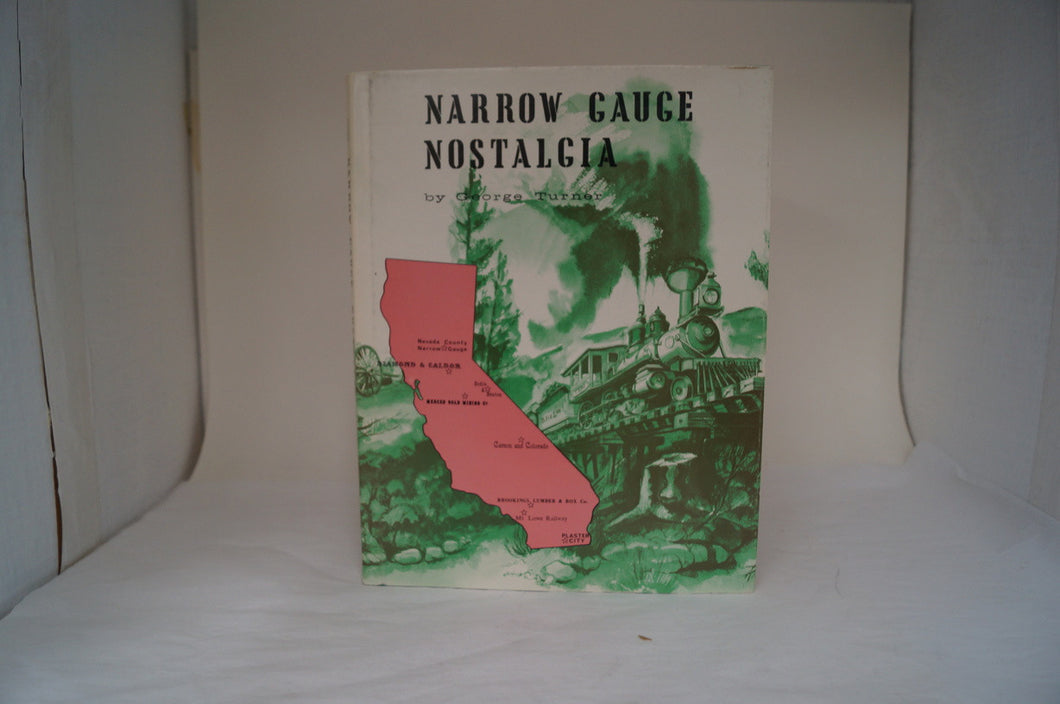 NARROW GAUGE
NOSTALGIA
by George Turner
Nevada County
Narrow Gauge
DIAMOND & CALDOR
Bodie
&
Benton
MERCED GOLD MINING Co
Carson and Colorado
BROOKINGS LUMBER & BOX Co.
Mt Lowe Railway
PLASTER
CITY